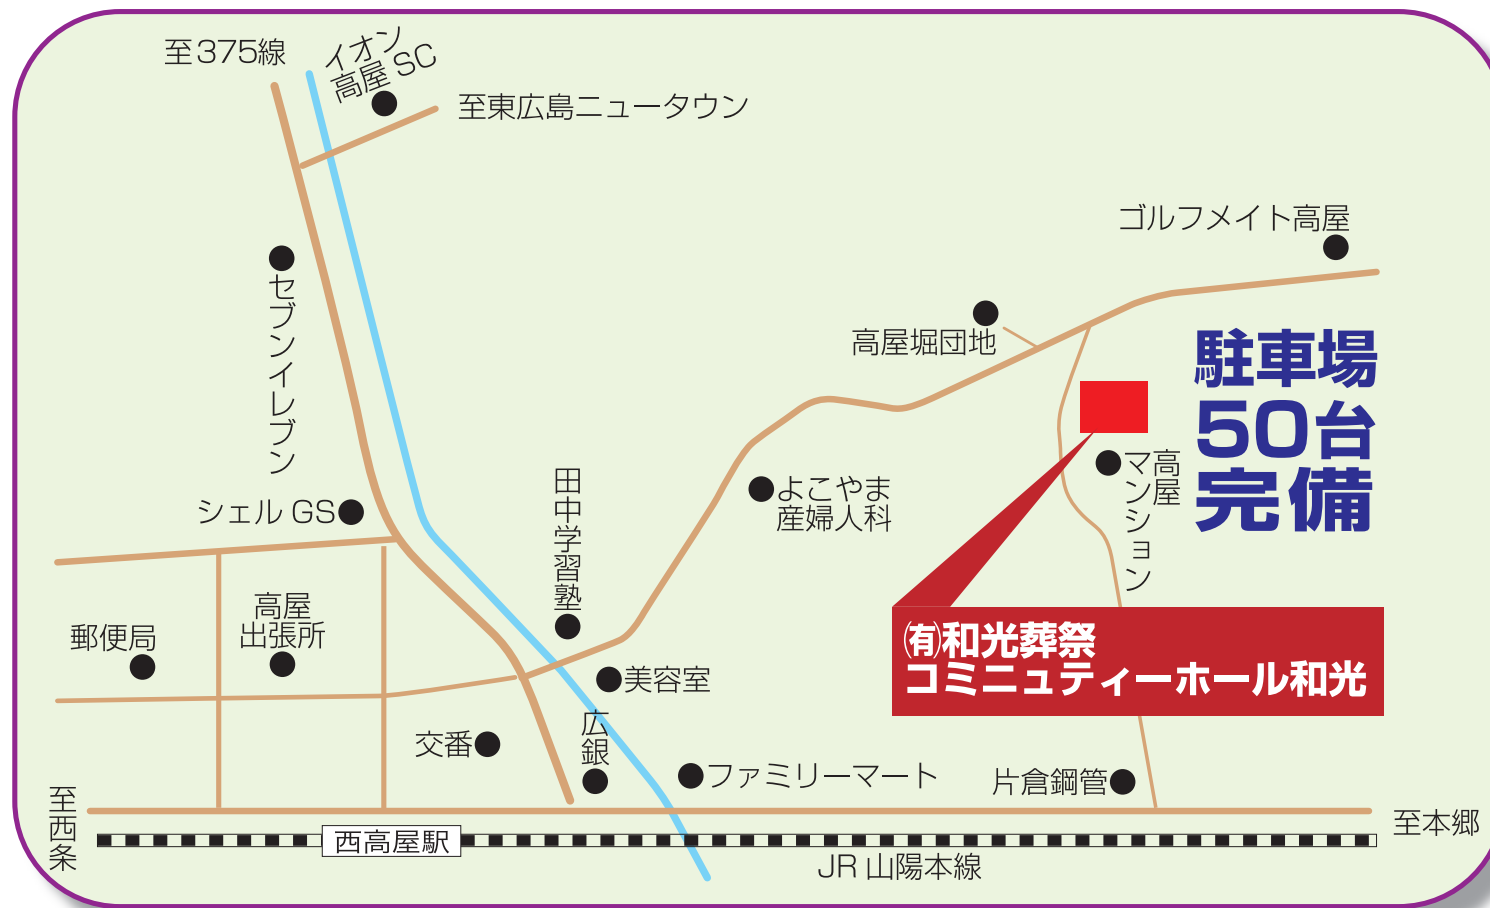 至375線
イオン
高屋SC
至東広島ニュータウン
ゴルフメイト高屋
セブンイレブン
高屋堀団地
駐車場
50台
完備
シェルGS
田中学習塾
よこやま
産婦人科
高屋
マンション
郵便局
高屋
出張所
㈲和光葬祭
コミニュティーホール和光
美容室
広銀
交番
ファミリーマート
片倉鋼管
至西条
西高屋駅
至本郷
JR山陽本線